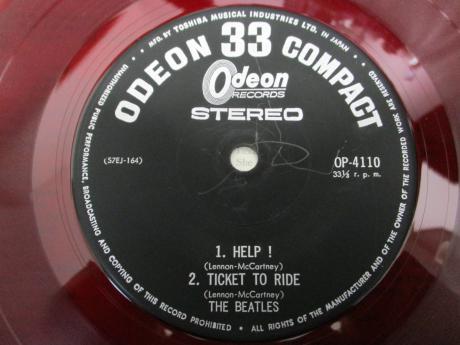 • MFD. BY TOSHIBA MUSICAL INDUSTRIES LTD. IN JAPAN. •
ODEON 33 COMPACT
Odeon
RECORDS
STEREO
(S7EJ-164)
She
OP-4110
33⅓ r. p. m.
1. HELP !
(Lennon-McCartney)
2. TICKET TO RIDE
(Lennon-McCartney)
THE BEATLES
UNAUTHORIZED PUBLIC PERFORMANCE, BROADCASTING AND COPYING OF THIS RECORD PROHIBITED • ALL RIGHTS OF THE MANUFACTURER AND OF THE OWNER OF THE RECORDED WORK ARE RESERVED